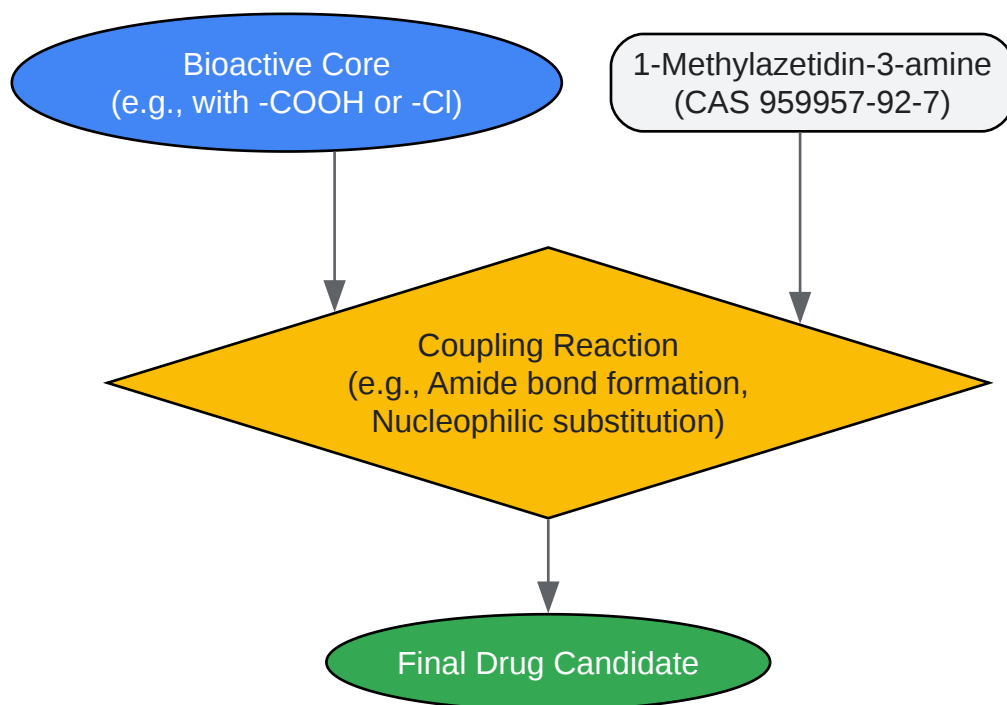 Bioactive Core
(e.g., with -COOH or -Cl)
1-Methylazetidin-3-amine
(CAS 959957-92-7)
Coupling Reaction
(e.g., Amide bond formation,
Nucleophilic substitution)
Final Drug Candidate